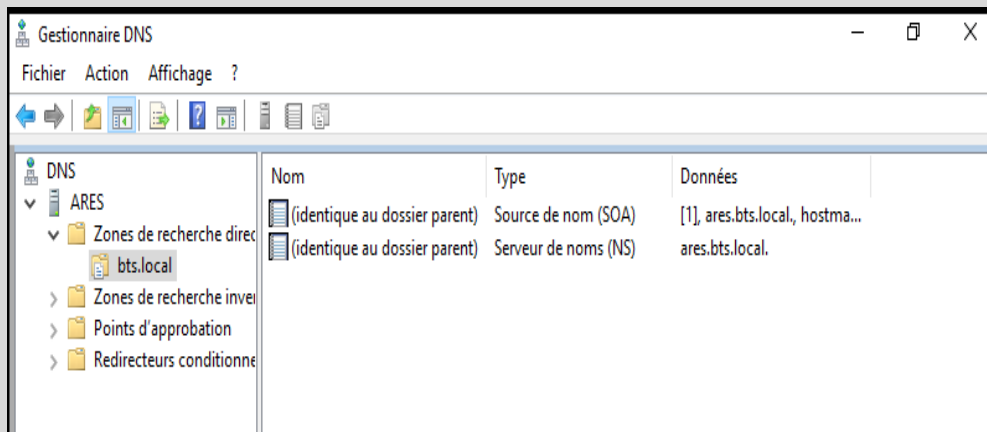 Gestionnaire DNS
Fichier Action Affichage ?
DNS
ARES
Zones de recherche direc
bts.local
Zones de recherche inver
Points d'approbation
Redirecteurs conditionne
Nom Type Données
(identique au dossier parent) Source de nom (SOA) [1], ares.bts.local., hostma...
(identique au dossier parent) Serveur de noms (NS) ares.bts.local.